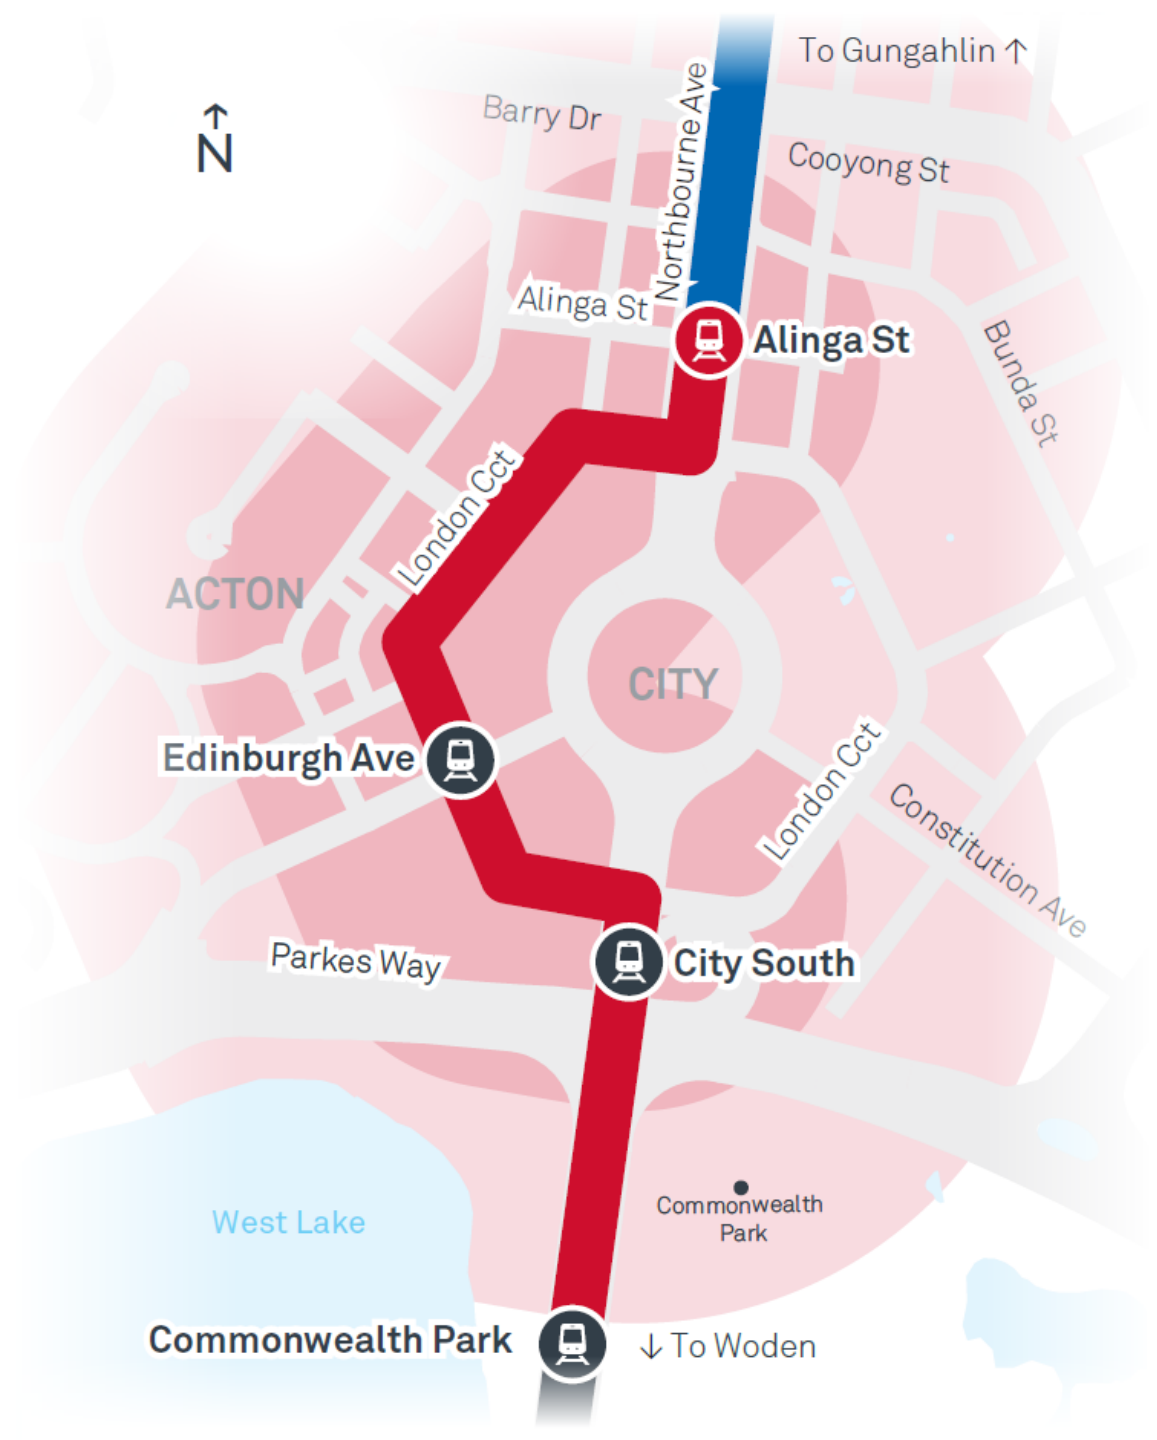 To Gungahlin ↑
Northbourne Ave
Barry Dr
↑
N
Cooyong St
Alinga St
Alinga St
Bunda St
London Cct
ACTON
CITY
Edinburgh Ave
London Cct
Constitution Ave
Parkes Way
City South
West Lake
Commonwealth
Park
Commonwealth Park
↓ To Woden